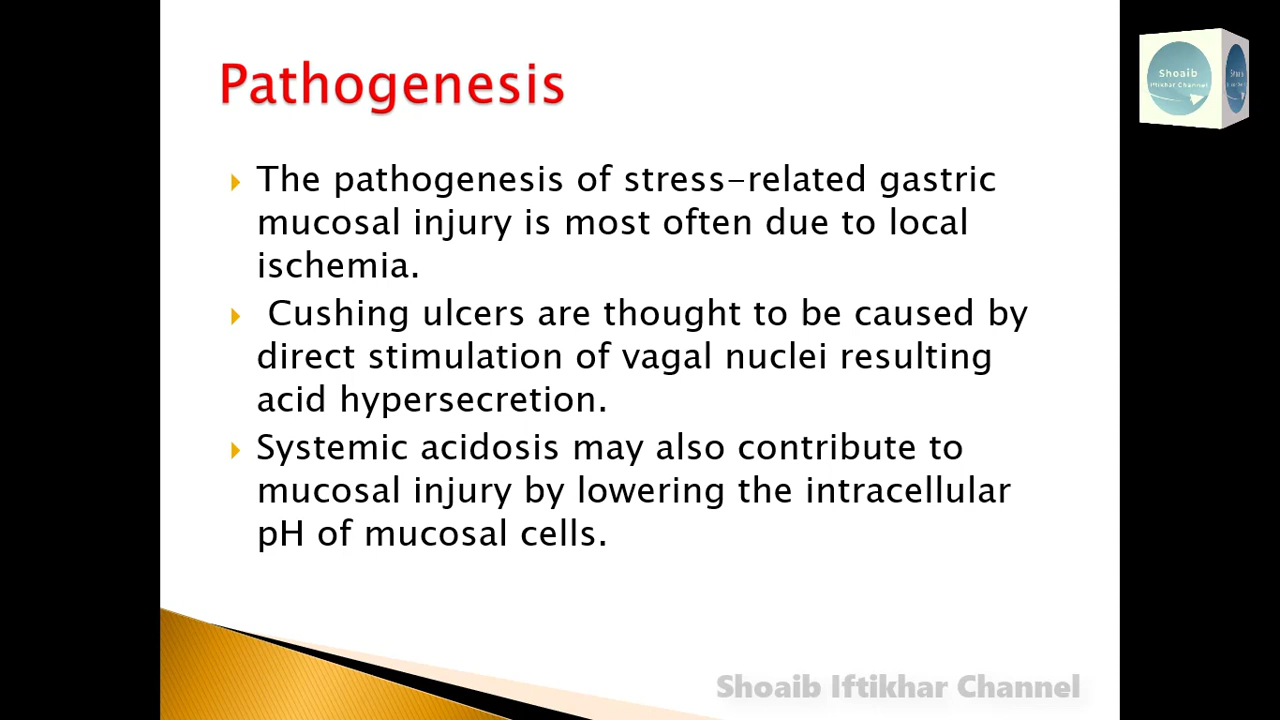 Pathogenesis
The pathogenesis of stress-related gastric
mucosal injury is most often due to local
ischemia.
Cushing ulcers are thought to be caused by
direct stimulation of vagal nuclei resulting
acid hypersecretion.
Systemic acidosis may also contribute to
mucosal injury by lowering the intracellular
pH of mucosal cells.
Shoaib Iftikhar Channel
Shoaib
Iftikhar Channel
Shoaib